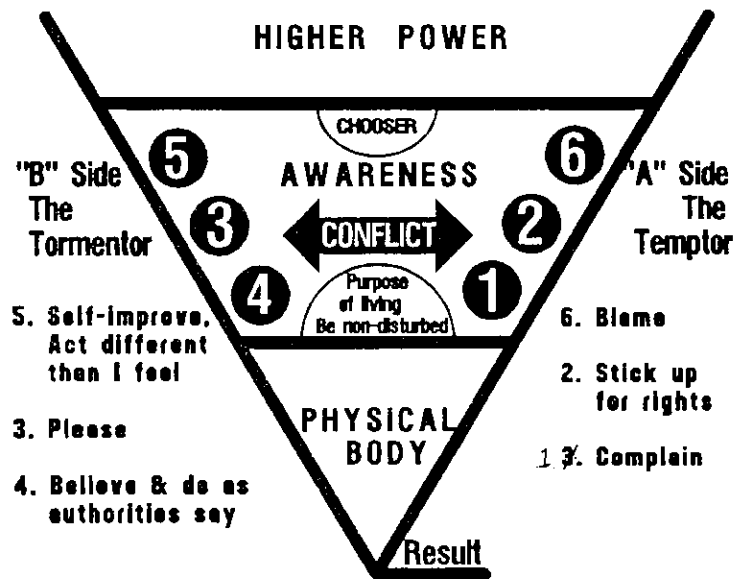 HIGHER POWER
CHOOSER
AWARENESS
CONFLICT
Purpose
of living
Be non-disturbed
5
3
4
6
2
1
"B" Side
The
Tormentor
"A" Side
The
Temptor
5. Self-improve,
Act different
than I feel
3. Please
4. Believe & do as
authorities say
6. Blame
2. Stick up
for rights
1 3. Complain
PHYSICAL
BODY
Result